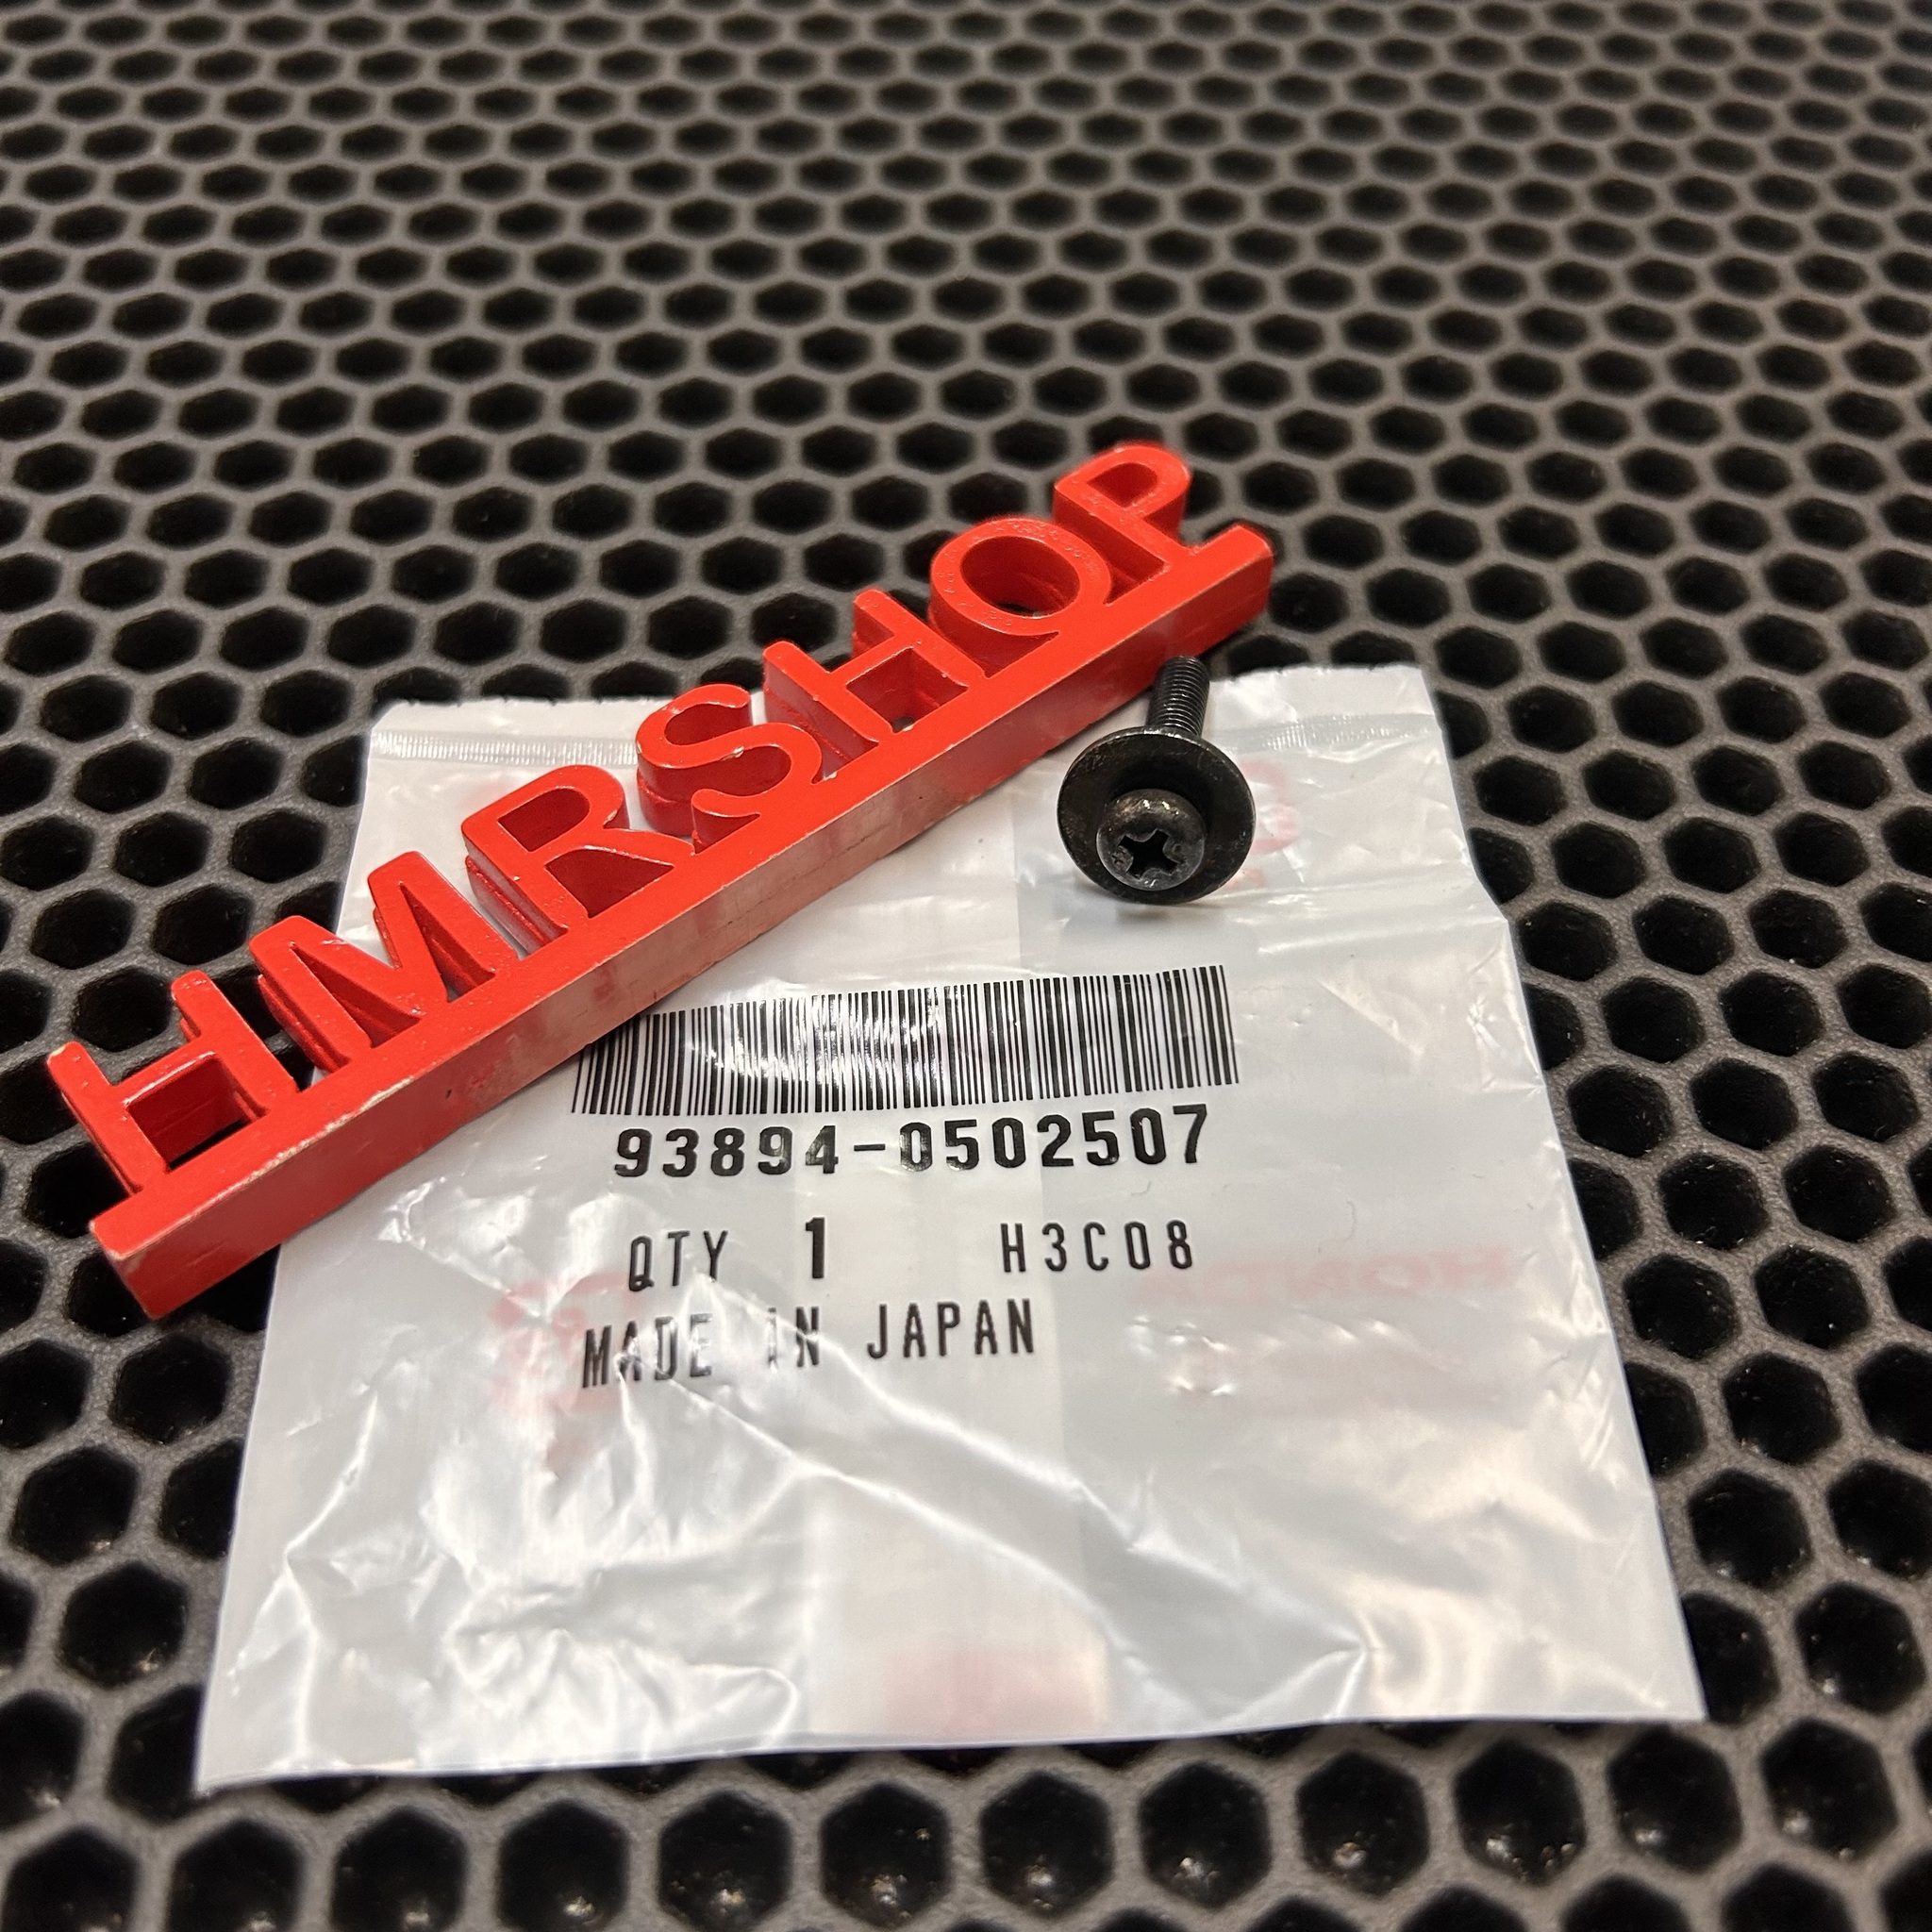 HMRSHOP
93894-0502507
QTY 1 H3C08
MADE IN JAPAN